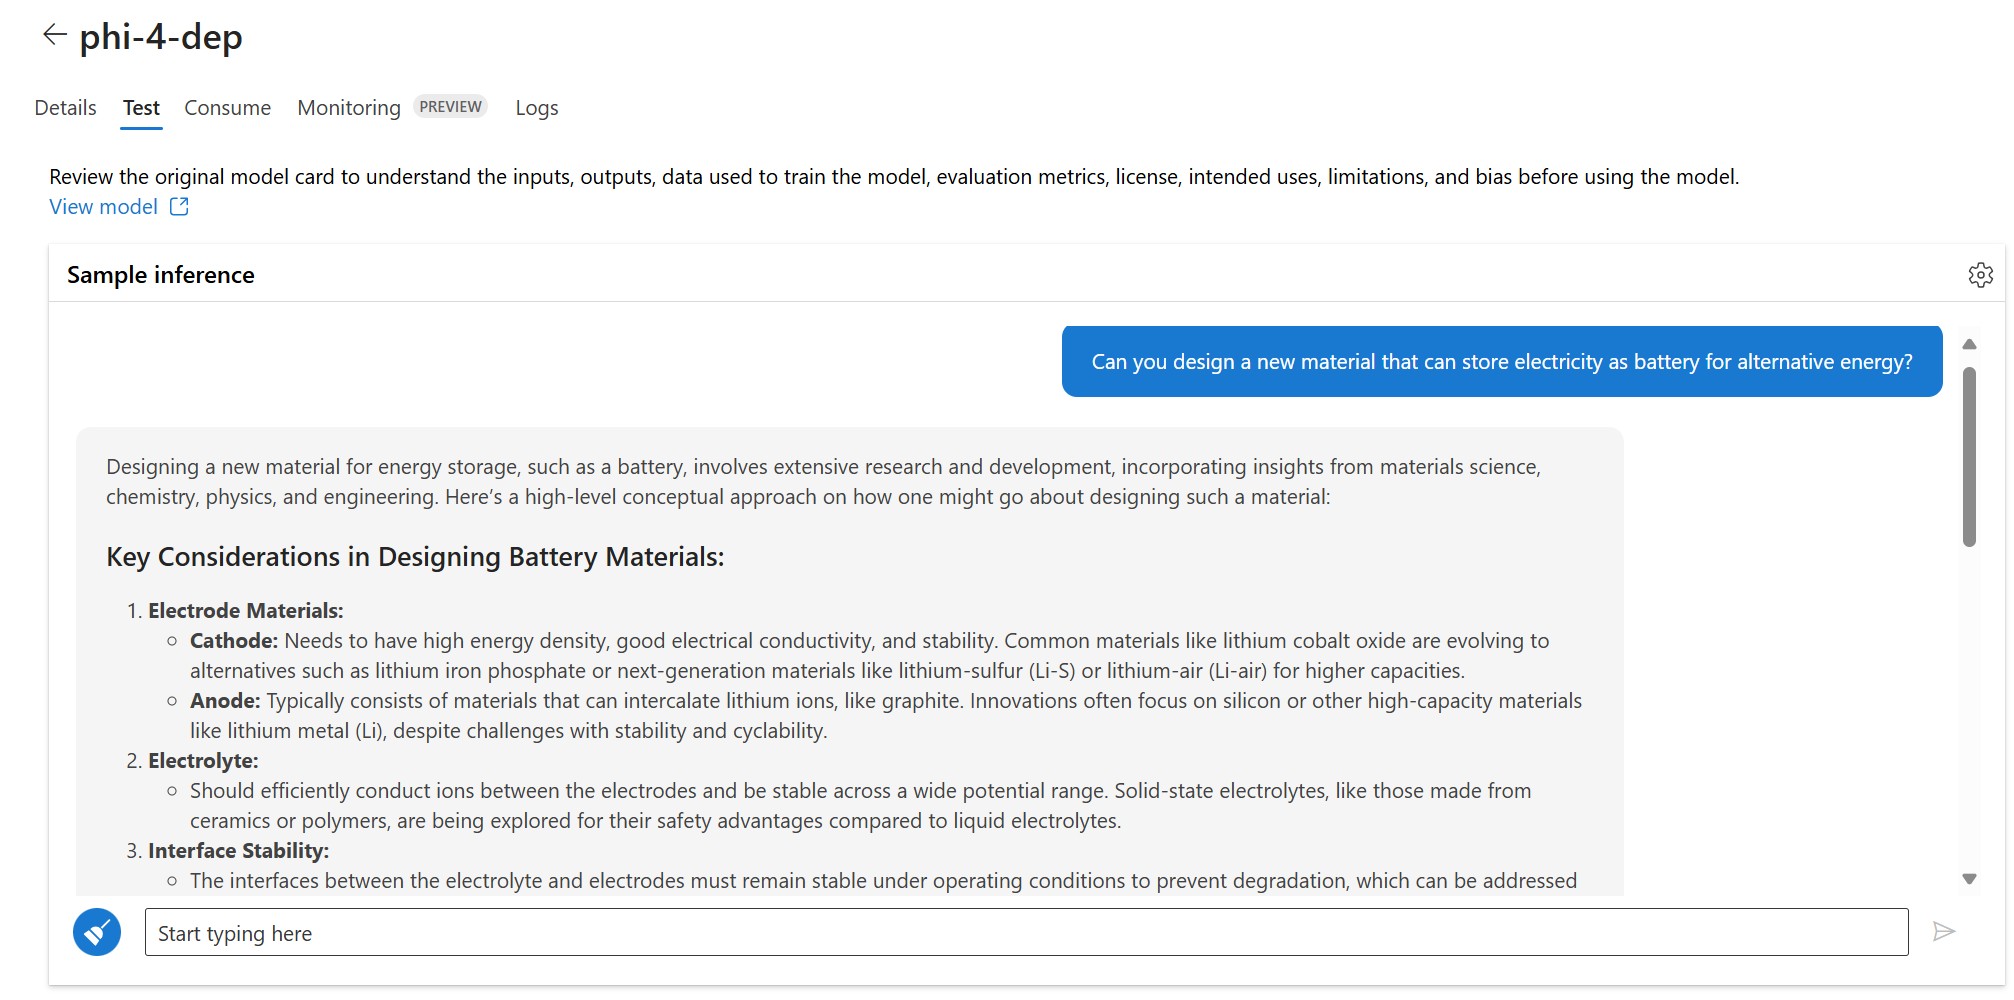 phi-4-dep
Details Test Consume Monitoring PREVIEW Logs
Review the original model card to understand the inputs, outputs, data used to train the model, evaluation metrics, license, intended uses, limitations, and bias before using the model.
View model
Sample inference
Can you design a new material that can store electricity as battery for alternative energy?
Designing a new material for energy storage, such as a battery, involves extensive research and development, incorporating insights from materials science,
chemistry, physics, and engineering. Here’s a high-level conceptual approach on how one might go about designing such a material:
Key Considerations in Designing Battery Materials:
1. Electrode Materials:
○ Cathode: Needs to have high energy density, good electrical conductivity, and stability. Common materials like lithium cobalt oxide are evolving to
alternatives such as lithium iron phosphate or next-generation materials like lithium-sulfur (Li-S) or lithium-air (Li-air) for higher capacities.
○ Anode: Typically consists of materials that can intercalate lithium ions, like graphite. Innovations often focus on silicon or other high-capacity materials
like lithium metal (Li), despite challenges with stability and cyclability.
2. Electrolyte:
○ Should efficiently conduct ions between the electrodes and be stable across a wide potential range. Solid-state electrolytes, like those made from
ceramics or polymers, are being explored for their safety advantages compared to liquid electrolytes.
3. Interface Stability:
○ The interfaces between the electrolyte and electrodes must remain stable under operating conditions to prevent degradation, which can be addressed
Start typing here